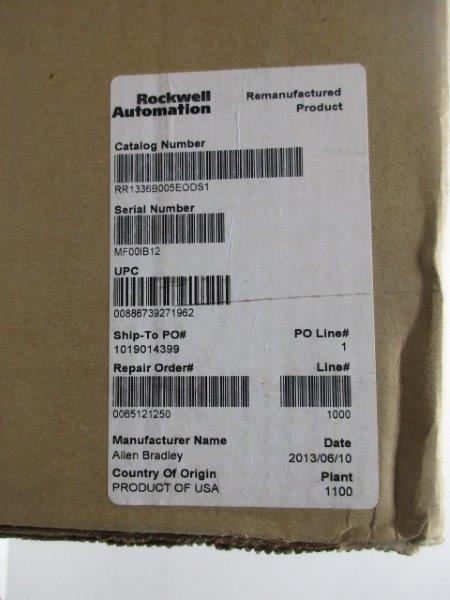 Rockwell Automation
Remanufactured Product
Catalog Number
RR1336B005EODS1
Serial Number
MF00IB12
UPC
00886739271962
Ship-To PO# PO Line#
1019014399 1
Repair Order# Line#
0065121250 1000
Manufacturer Name Date
Allen Bradley 2013/06/10
Country Of Origin Plant
PRODUCT OF USA 1100